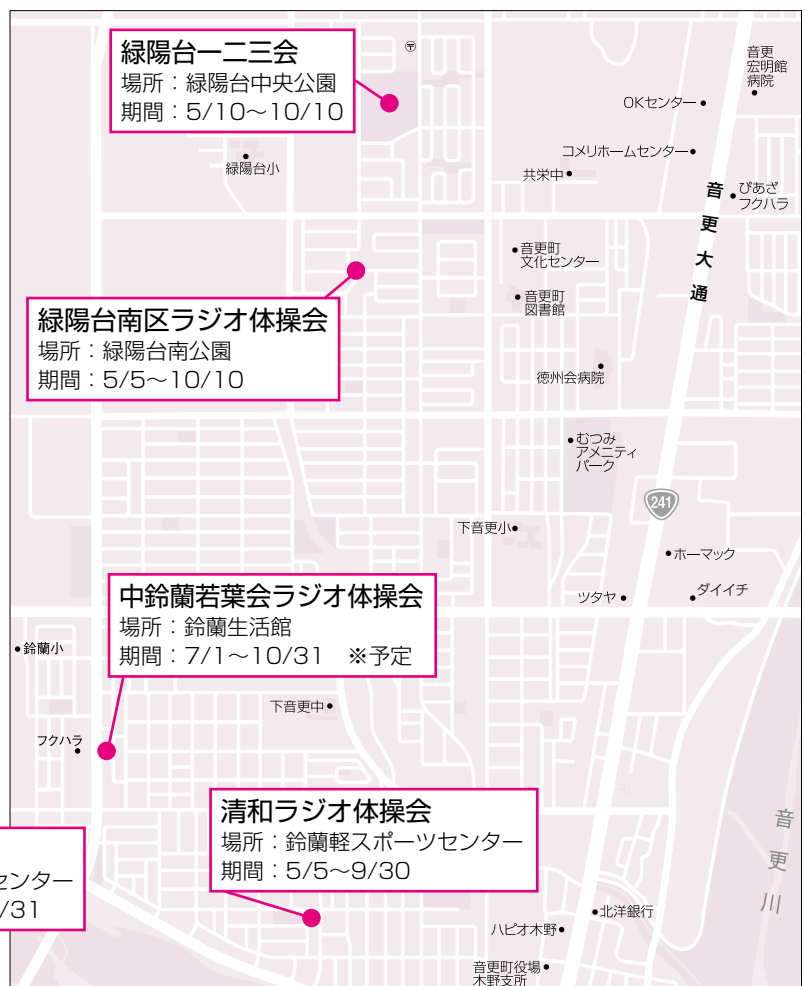 緑陽台一二三会
場所：緑陽台中央公園
期間：5/10～10/10
〒
音更
宏明館
病院
OKセンター
コメリホームセンター
緑陽台小
共栄中
ぴあざ
フクハラ
音更大通
音更町
文化センター
音更町
図書館
緑陽台南区ラジオ体操会
場所：緑陽台南公園
期間：5/5～10/10
徳州会病院
むつみ
アメニティ
パーク
241
下音更小
ホーマック
ツタヤ
ダイイチ
中鈴蘭若葉会ラジオ体操会
場所：鈴蘭生活館
期間：7/1～10/31　※予定
鈴蘭小
下音更中
フクハラ
清和ラジオ体操会
場所：鈴蘭軽スポーツセンター
期間：5/5～9/30
音更川
センター
/31
北洋銀行
ハピオ木野
音更町役場
木野支所